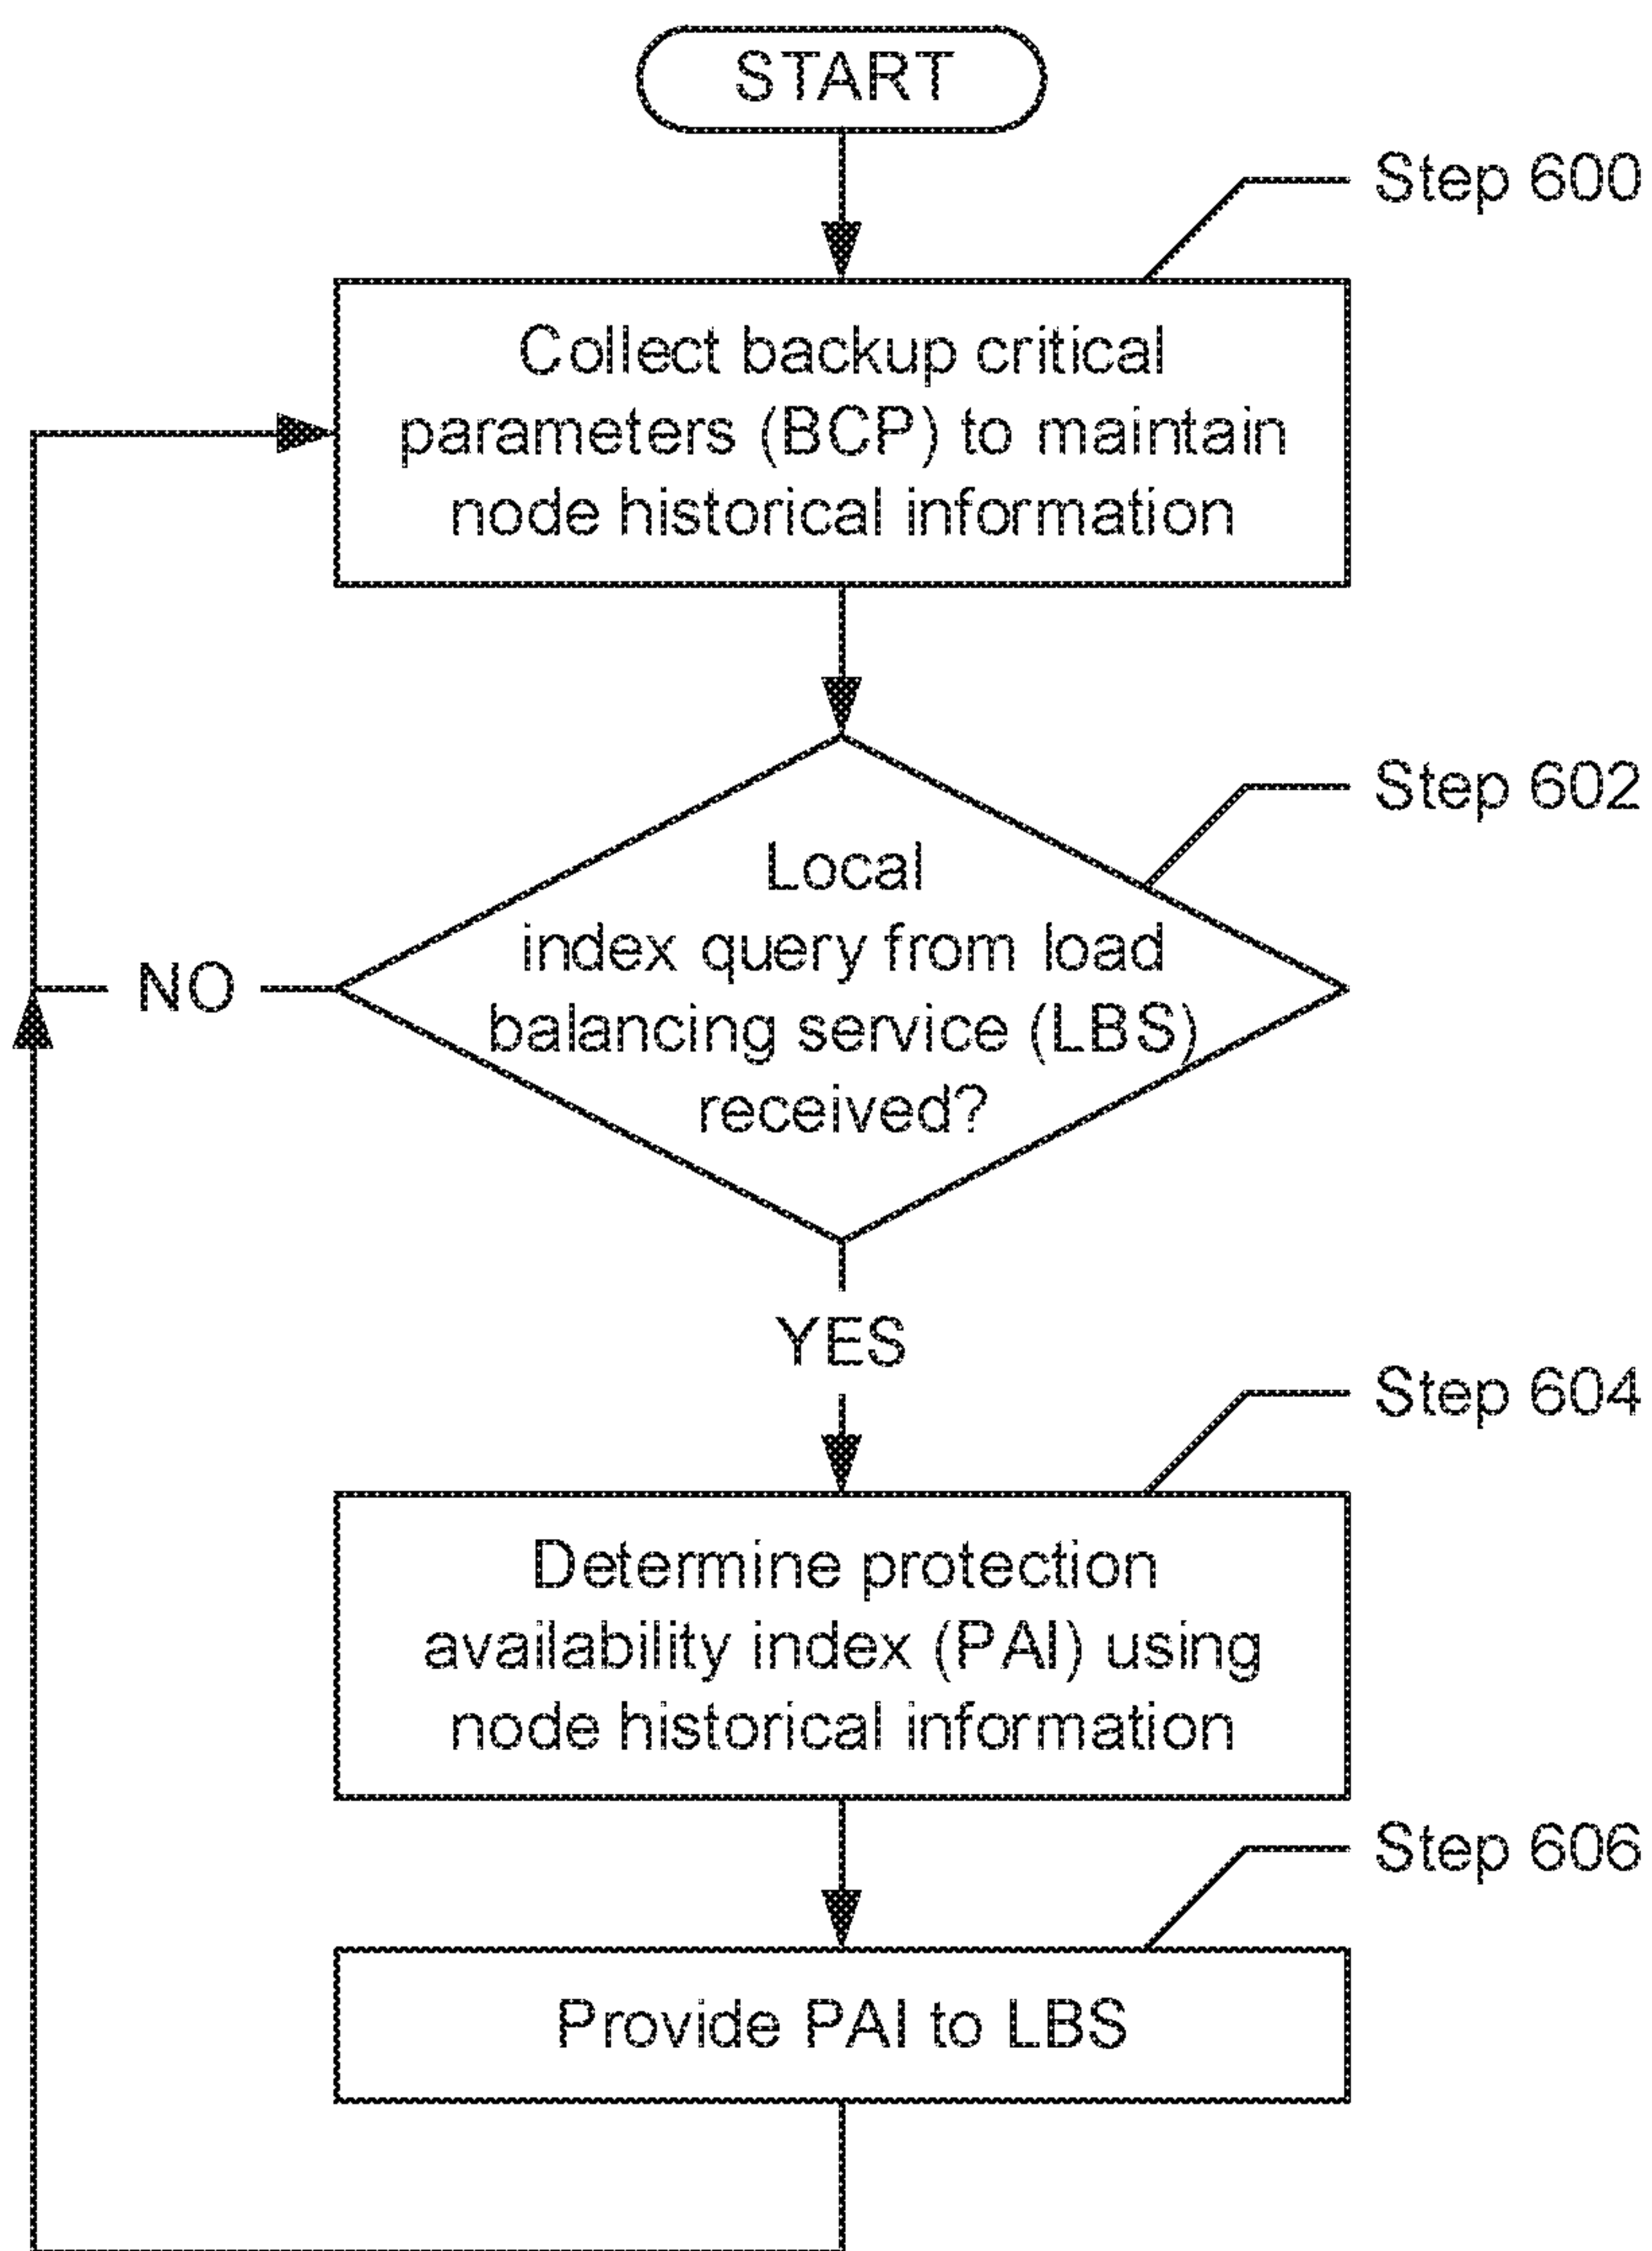 START
Step 600
Collect backup critical
parameters (BCP) to maintain
node historical information
Step 602
Local
index query from load
balancing service (LBS)
received?
NO
YES
Step 604
Determine protection
availability index (PAI) using
node historical information
Step 606
Provide PAI to LBS